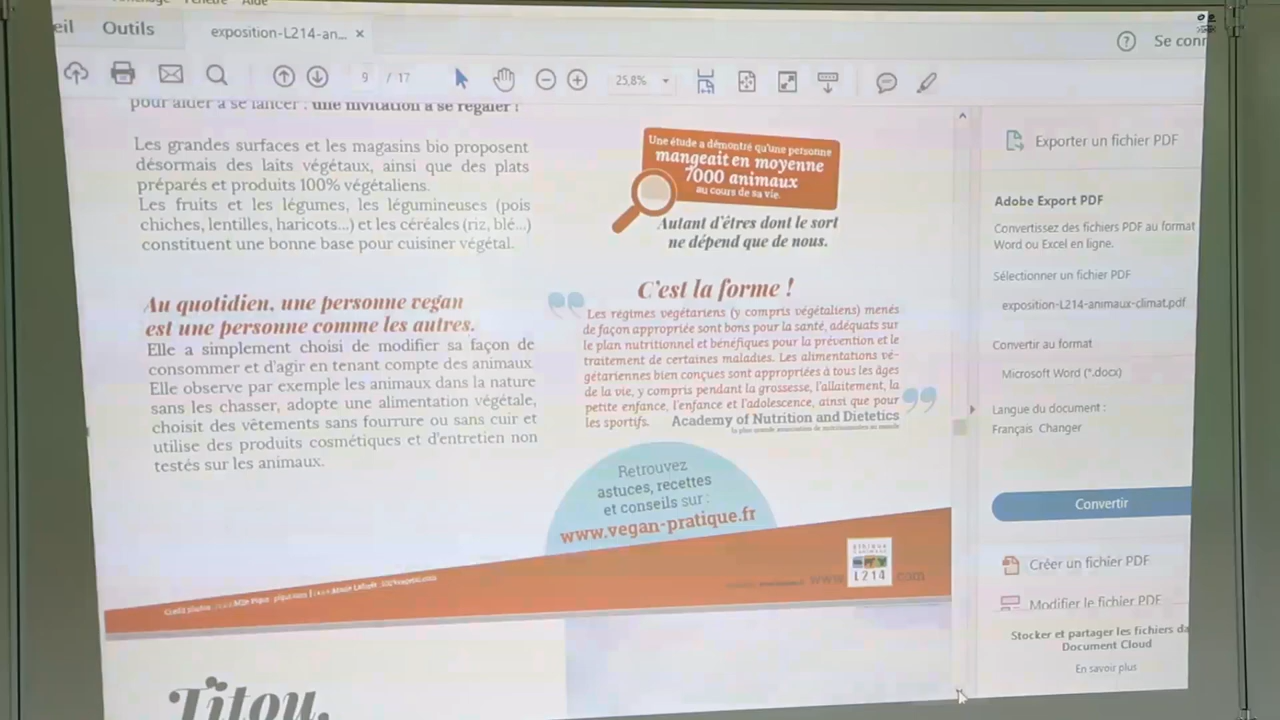 Fenêtre Aide
eil Outils exposition-L214-an... ×
? Se conn
9 / 17 25,8%
pour aider à se lancer : une invitation à se régaler !
Les grandes surfaces et les magasins bio proposent
désormais des laits végétaux, ainsi que des plats
préparés et produits 100% végétaliens.
Les fruits et les légumes, les légumineuses (pois
chiches, lentilles, haricots...) et les céréales (riz, blé...)
constituent une bonne base pour cuisiner végétal.
Au quotidien, une personne vegan
est une personne comme les autres.
Elle a simplement choisi de modifier sa façon de
consommer et d'agir en tenant compte des animaux.
Elle observe par exemple les animaux dans la nature
sans les chasser, adopte une alimentation végétale,
choisit des vêtements sans fourrure ou sans cuir et
utilise des produits cosmétiques et d'entretien non
testés sur les animaux.
Une étude a démontré qu'une personne
mangeait en moyenne
7000 animaux
au cours de sa vie.
Autant d'êtres dont le sort
ne dépend que de nous.
C'est la forme !
Les régimes végétariens (y compris végétaliens) menés
de façon appropriée sont bons pour la santé, adéquats sur
le plan nutritionnel et bénéfiques pour la prévention et le
traitement de certaines maladies. Les alimentations vé-
gétariennes bien conçues sont appropriées à tous les âges
de la vie, y compris pendant la grossesse, l'allaitement, la
petite enfance, l'enfance et l'adolescence, ainsi que pour
les sportifs. Academy of Nutrition and Dietetics
la plus grande association de nutritionnistes au monde
Retrouvez
astuces, recettes
et conseils sur :
www.vegan-pratique.fr
Crédit photos
www L214 .com
Titou,
Exporter un fichier PDF
Adobe Export PDF
Convertissez des fichiers PDF au format
Word ou Excel en ligne.
Sélectionner un fichier PDF
exposition-L214-animaux-climat.pdf
Convertir au format
Microsoft Word (*.docx)
Langue du document :
Français Changer
Convertir
Créer un fichier PDF
Modifier le fichier PDF
Stocker et partager les fichiers da
Document Cloud
En savoir plus